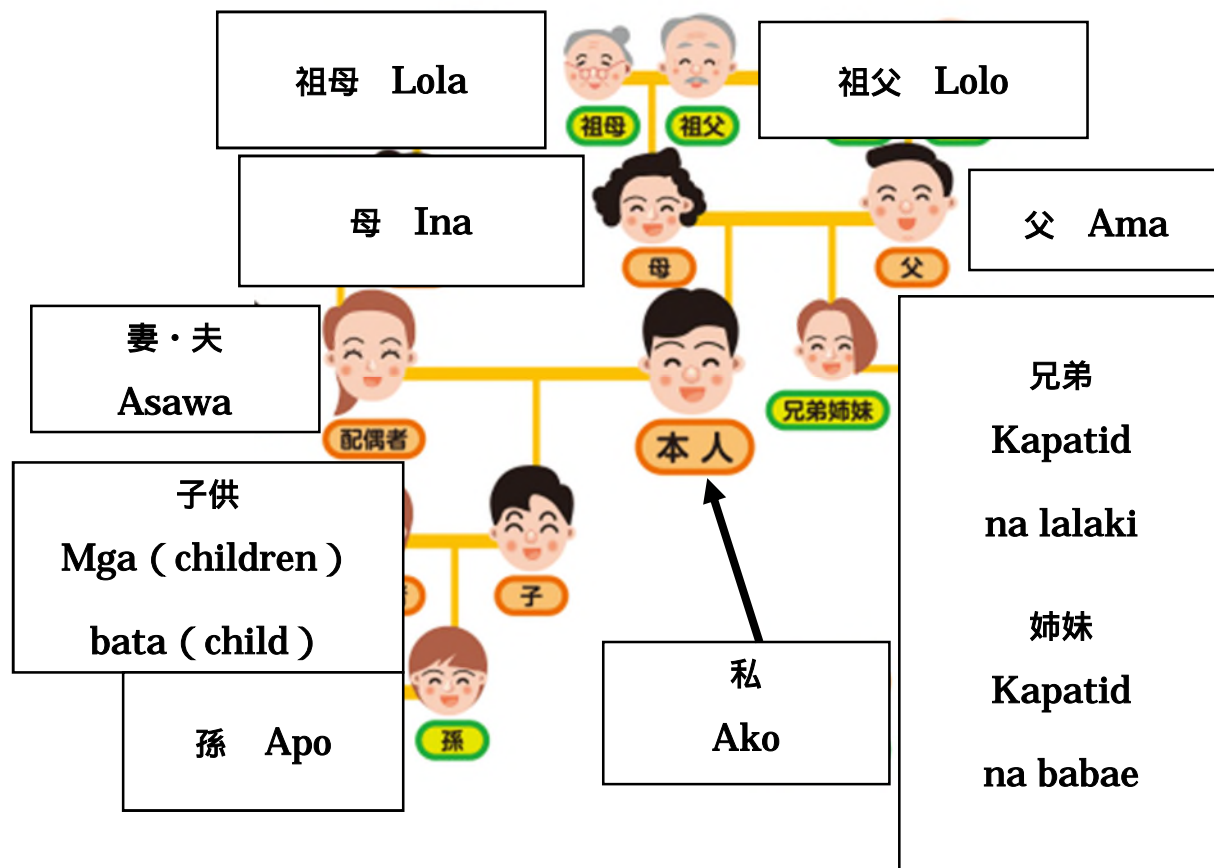 祖母 Lola
祖父 Lolo
祖母
祖父
母 Ina
父 Ama
母
父
妻・夫
Asawa
配偶者
本人
兄弟姉妹
兄弟
Kapatid
na lalaki
姉妹
Kapatid
na babae
子供
Mga（children）
bata（child）
子
私
Ako
孫 Apo
孫